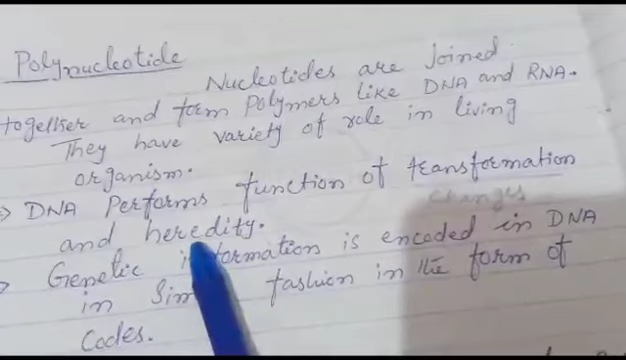 Polynucleotide
Nucleotides are Joined
together and form Polymers like DNA and RNA.
They have variety of role in living
organism.
=> DNA Performs function of transformation
changes
and heredity.
Genetic information is encoded in DNA
in fashion in the form of
Codes.